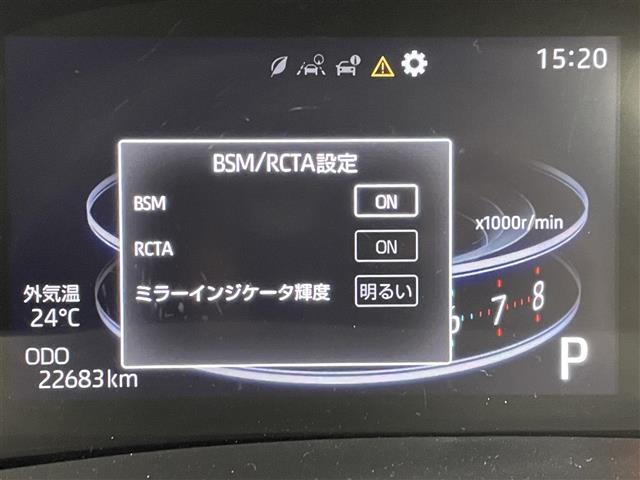 15:20
BSM/RCTA設定
BSM ON
RCTA ON
ミラーインジケータ輝度 明るい
x1000r/min
外気温
24℃
6 7 8
ODO
22683km
P